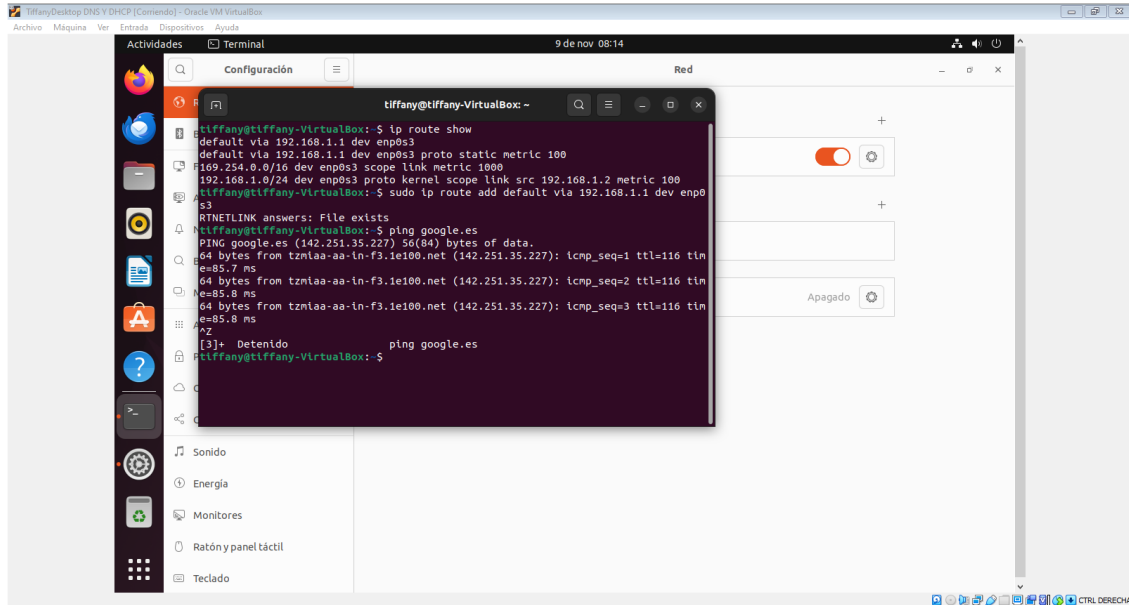 TiffanyDesktop DNS Y DHCP [Corriendo] - Oracle VM VirtualBox
Archivo Máquina Ver Entrada Dispositivos Ayuda
Actividades Terminal 9 de nov 08:14
Configuración Red
tiffany@tiffany-VirtualBox: ~
tiffany@tiffany-VirtualBox:~$ ip route show
default via 192.168.1.1 dev enp0s3
default via 192.168.1.1 dev enp0s3 proto static metric 100
169.254.0.0/16 dev enp0s3 scope link metric 1000
192.168.1.0/24 dev enp0s3 proto kernel scope link src 192.168.1.2 metric 100
tiffany@tiffany-VirtualBox:~$ sudo ip route add default via 192.168.1.1 dev enp0
s3
RTNETLINK answers: File exists
tiffany@tiffany-VirtualBox:~$ ping google.es
PING google.es (142.251.35.227) 56(84) bytes of data.
64 bytes from tzmiaa-aa-in-f3.1e100.net (142.251.35.227): icmp_seq=1 ttl=116 tim
e=85.7 ms
64 bytes from tzmiaa-aa-in-f3.1e100.net (142.251.35.227): icmp_seq=2 ttl=116 tim
e=85.8 ms
64 bytes from tzmiaa-aa-in-f3.1e100.net (142.251.35.227): icmp_seq=3 ttl=116 tim
e=85.8 ms
^Z
[3]+ Detenido ping google.es
tiffany@tiffany-VirtualBox:~$
Apagado
Sonido
Energía
Monitores
Ratón y panel táctil
Teclado
CTRL DERECHA